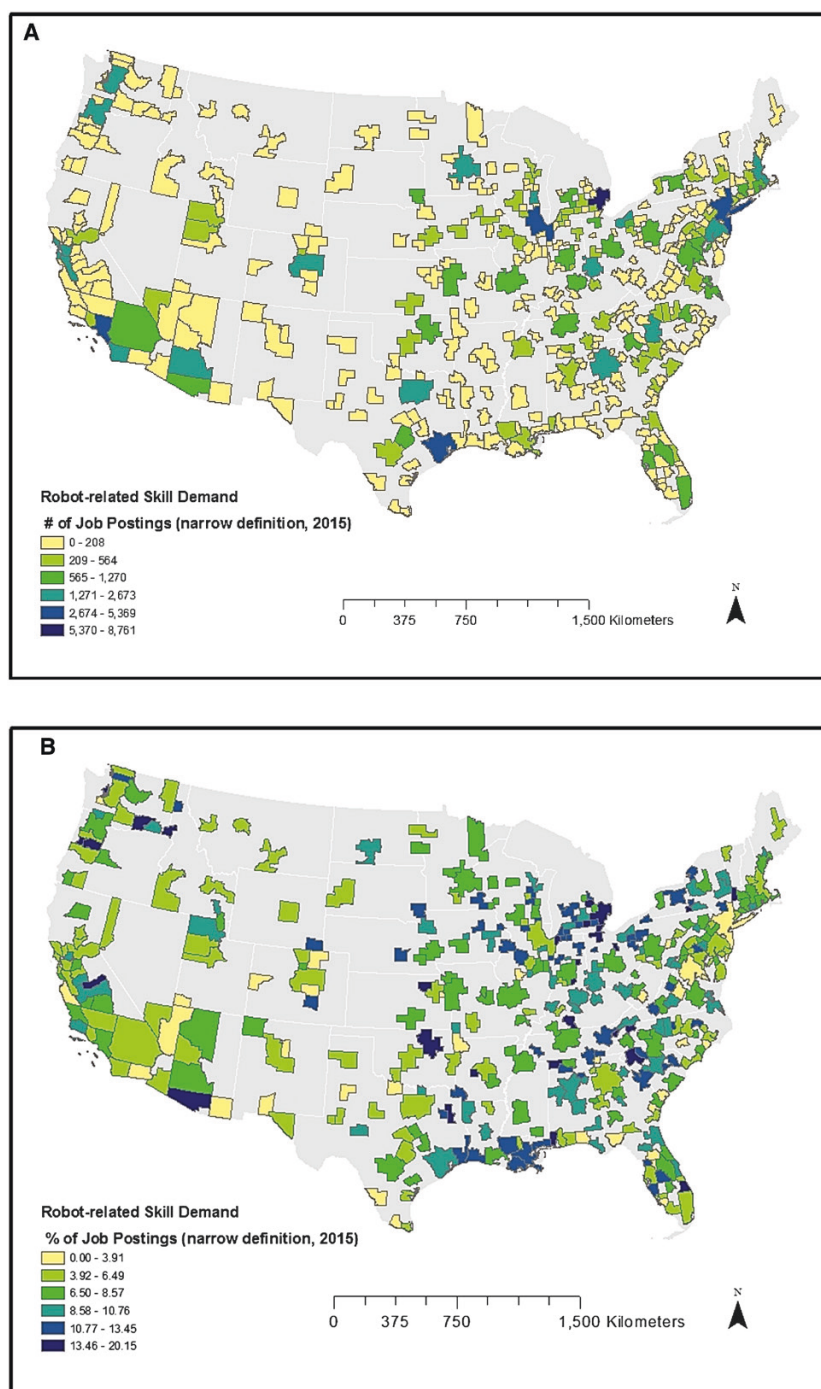 A
Robot-related Skill Demand
# of Job Postings (narrow definition, 2015)
0 - 208
209 - 564
565 - 1,270
1,271 - 2,673
2,674 - 5,369
5,370 - 8,761
0 375 750 1,500 Kilometers
N
B
Robot-related Skill Demand
% of Job Postings (narrow definition, 2015)
0.00 - 3.91
3.92 - 6.49
6.50 - 8.57
8.58 - 10.76
10.77 - 13.45
13.46 - 20.15
0 375 750 1,500 Kilometers
N